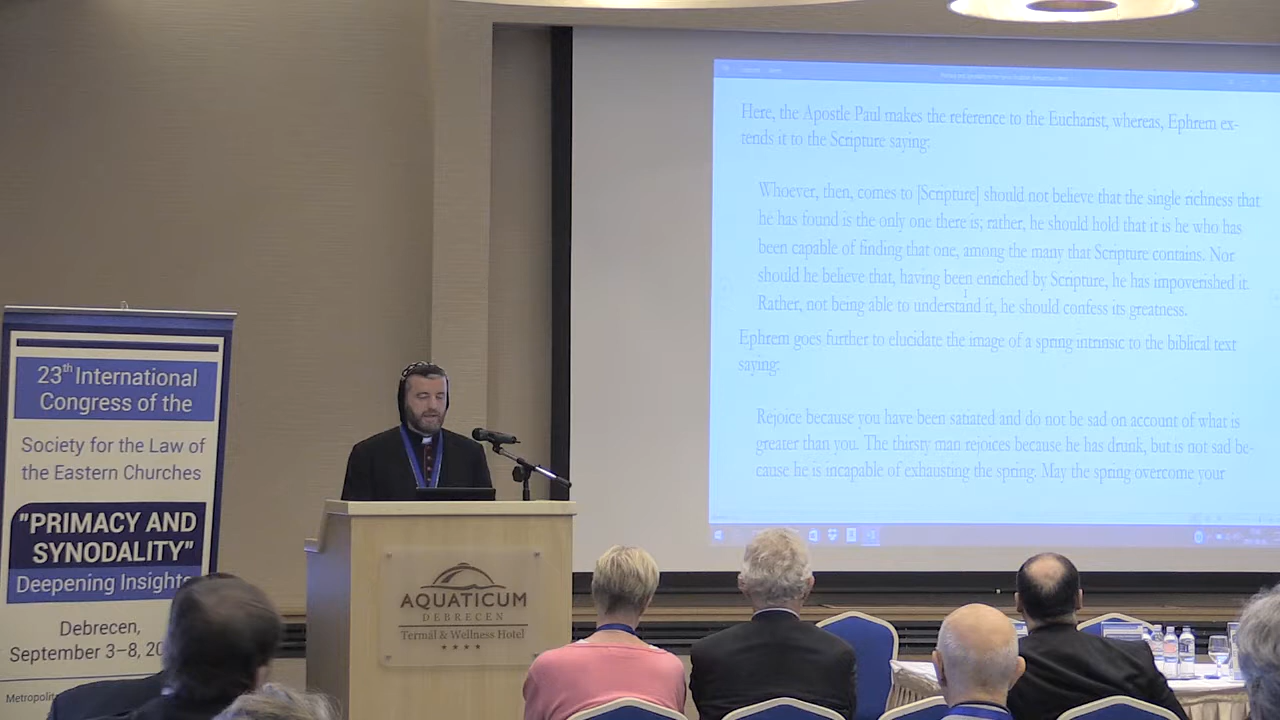 23th International
Congress of the
Society for the Law of
the Eastern Churches
"PRIMACY AND
SYNODALITY"
Deepening Insights
Debrecen,
September 3–8, 20
Metropolit
AQUATICUM
DEBRECEN
Termál & Wellness Hotel
Here, the Apostle Paul makes the reference to the Eucharist, whereas, Ephrem ex-
tends it to the Scripture saying:
Whoever, then, comes to [Scripture] should not believe that the single richness that
he has found is the only one there is; rather, he should hold that it is he who has
been capable of finding that one, among the many that Scripture contains. Nor
should he believe that, having been enriched by Scripture, he has impoverished it.
Rather, not being able to understand it, he should confess its greatness.
Ephrem goes further to elucidate the image of a spring intrinsic to the biblical text
saying:
Rejoice because you have been satiated and do not be sad on account of what is
greater than you. The thirsty man rejoices because he has drunk, but is not sad be-
cause he is incapable of exhausting the spring. May the spring overcome your